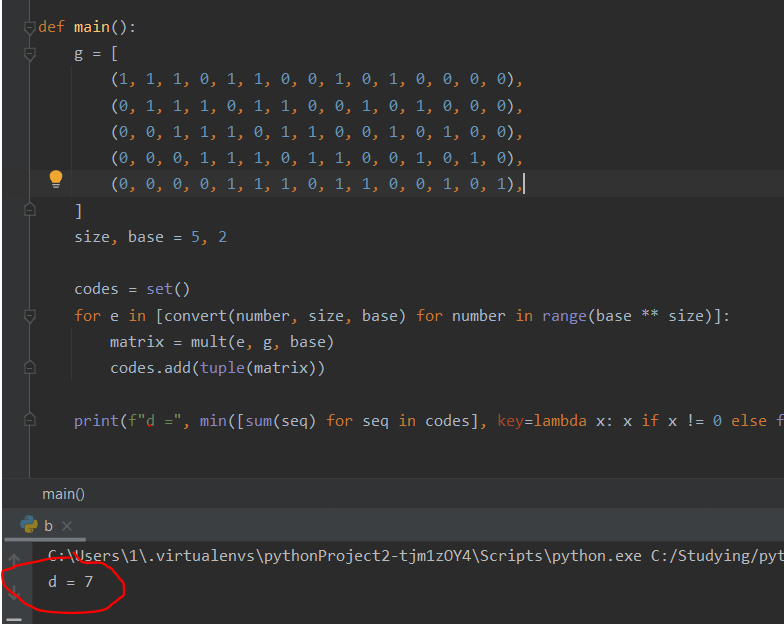 def main():
g = [
(1, 1, 1, 0, 1, 1, 0, 0, 1, 0, 1, 0, 0, 0, 0),
(0, 1, 1, 1, 0, 1, 1, 0, 0, 1, 0, 1, 0, 0, 0),
(0, 0, 1, 1, 1, 0, 1, 1, 0, 0, 1, 0, 1, 0, 0),
(0, 0, 0, 1, 1, 1, 0, 1, 1, 0, 0, 1, 0, 1, 0),
(0, 0, 0, 0, 1, 1, 1, 0, 1, 1, 0, 0, 1, 0, 1),
]
size, base = 5, 2
codes = set()
for e in [convert(number, size, base) for number in range(base ** size)]:
matrix = mult(e, g, base)
codes.add(tuple(matrix))
print(f"d =", min([sum(seq) for seq in codes], key=lambda x: x if x != 0 else f
main()
b
C:\Users\1\.virtualenvs\pythonProject2-tjm1zOY4\Scripts\python.exe C:/Studying/pyt
d = 7